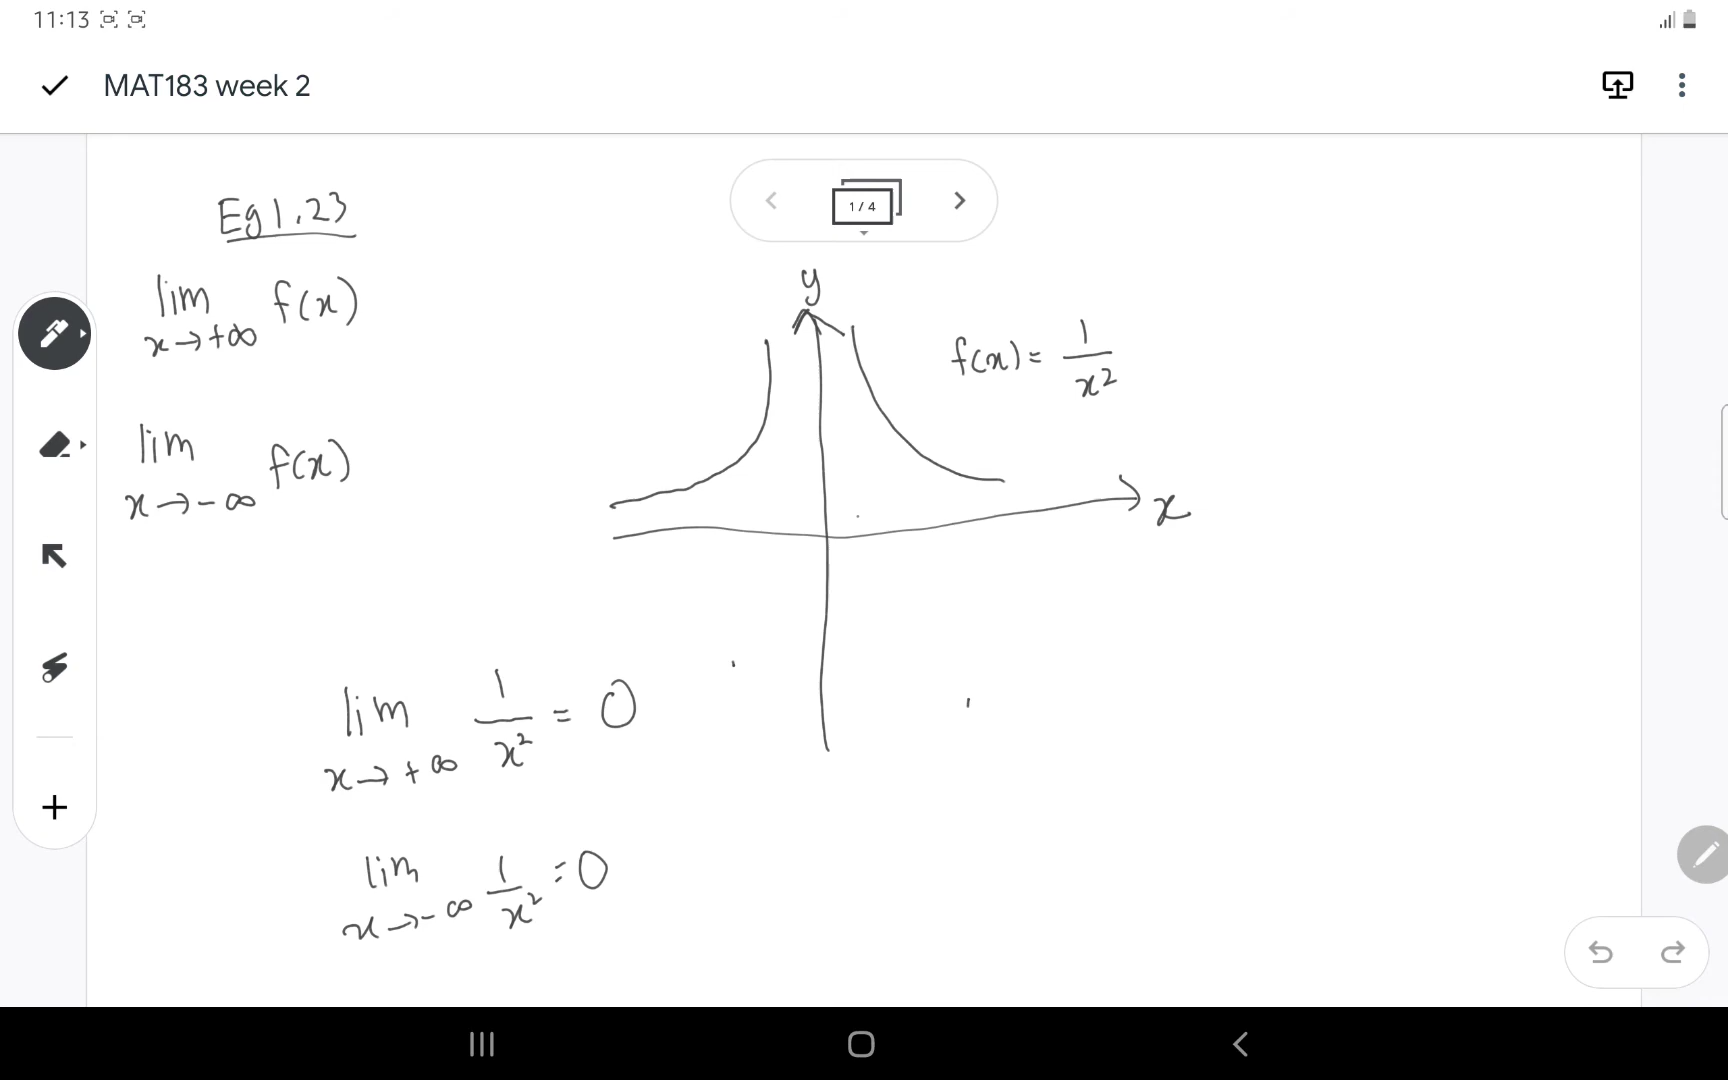 11:13
MAT183 week 2
1 / 4
Eg 1.23
lim f(x)
x→+∞
lim f(x)
x→-∞
y
f(x) = 1/x²
x
lim 1/x² = 0
x→+∞
lim 1/x² = 0
x→-∞